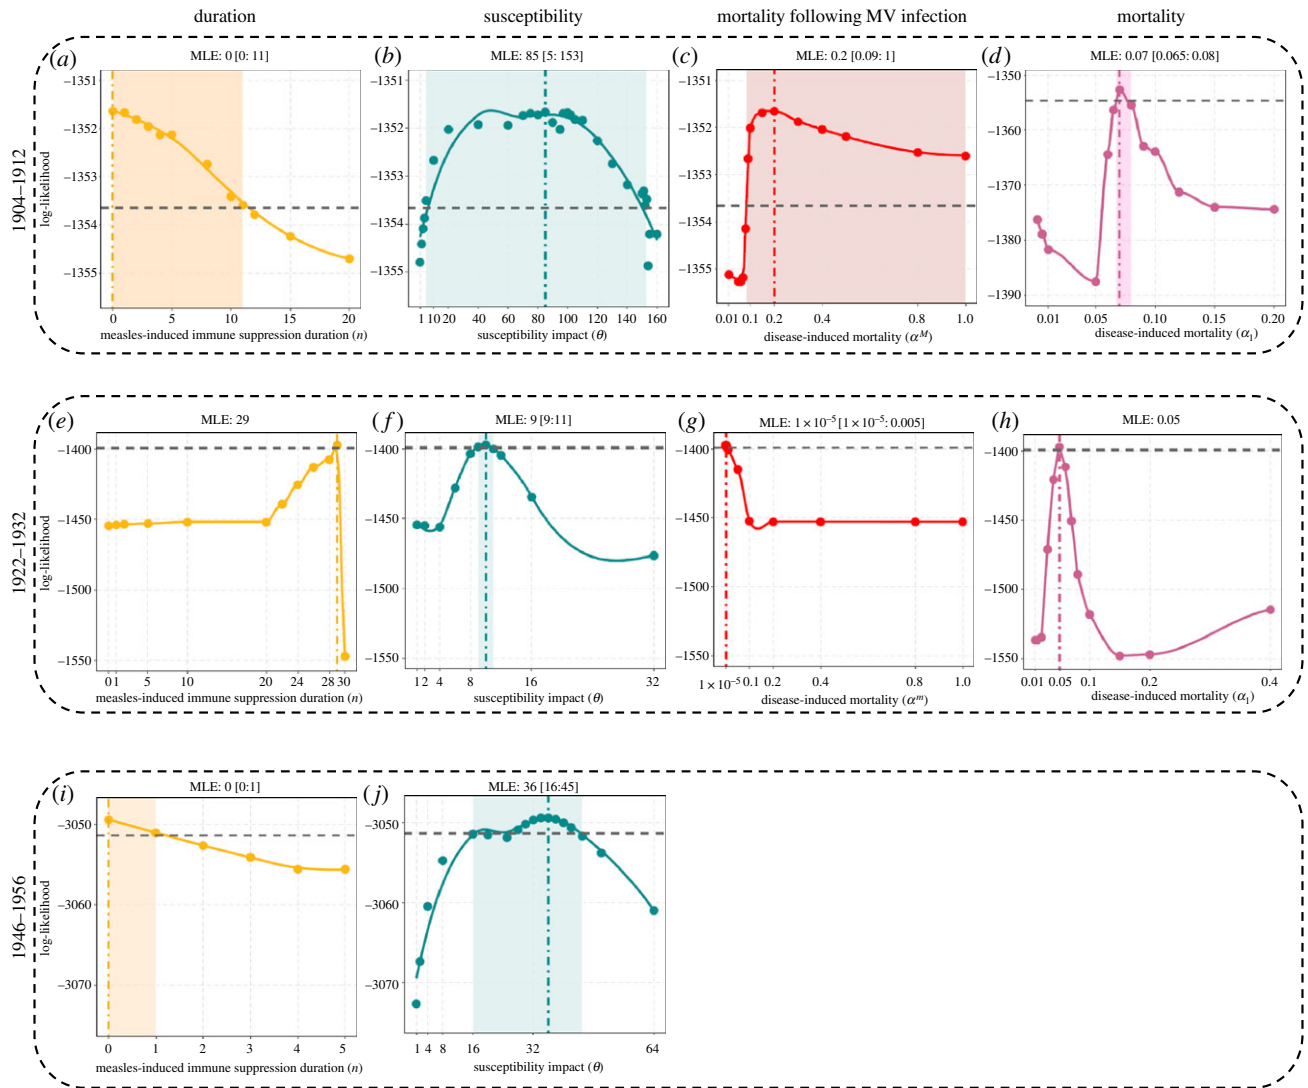 duration
susceptibility
mortality following MV infection
mortality
1904–1912
(a)
MLE: 0 [0: 11]
log-likelihood
−1351
−1352
−1353
−1354
−1355
0 5 10 15 20
measles-induced immune suppression duration (n)
(b)
MLE: 85 [5:153]
−1351
−1352
−1353
−1354
−1355
1 10 20 40 60 80 100 120 140 160
susceptibility impact (θ)
(c)
MLE: 0.2 [0.09: 1]
−1351
−1352
−1353
−1354
−1355
0.01 0.1 0.2 0.4 0.6 0.8 1.0
disease-induced mortality (αᴹ)
(d)
MLE: 0.07 [0.065: 0.08]
−1350
−1360
−1370
−1380
−1390
0.01 0.05 0.10 0.15 0.20
disease-induced mortality (α₁)
1922–1932
(e)
MLE: 29
log-likelihood
−1400
−1450
−1500
−1550
0 1 5 10 20 24 28 30
measles-induced immune suppression duration (n)
(f)
MLE: 9 [9:11]
−1400
−1450
−1500
−1550
1 2 4 8 16 32
susceptibility impact (θ)
(g)
MLE: 1 × 10⁻⁵ [1 × 10⁻⁵: 0.005]
−1400
−1450
−1500
−1550
1 × 10⁻⁵ 0.1 0.2 0.4 0.6 0.8 1.0
disease-induced mortality (αᵐ)
(h)
MLE: 0.05
−1400
−1450
−1500
−1550
0.01 0.05 0.1 0.2 0.4
disease-induced mortality (α₁)
1946–1956
(i)
MLE: 0 [0:1]
log-likelihood
−3050
−3060
−3070
0 1 2 3 4 5
measles-induced immune suppression duration (n)
(j)
MLE: 36 [16:45]
−3050
−3060
−3070
1 4 8 16 32 64
susceptibility impact (θ)